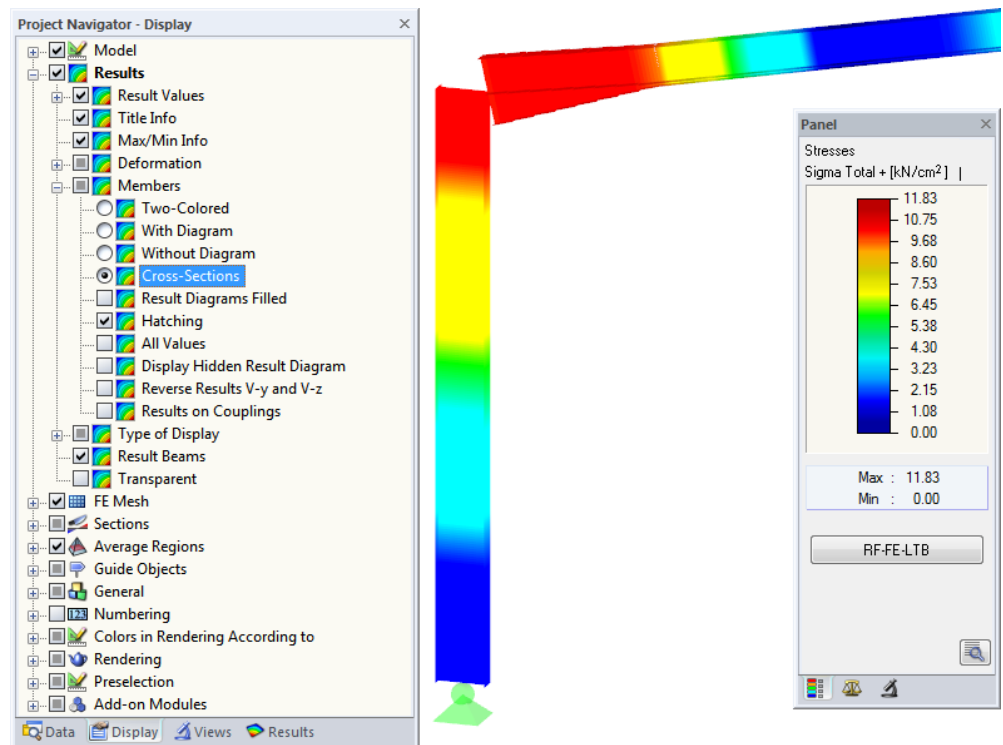 Project Navigator - Display
Model
Results
Result Values
Title Info
Max/Min Info
Deformation
Members
Two-Colored
With Diagram
Without Diagram
Cross-Sections
Result Diagrams Filled
Hatching
All Values
Display Hidden Result Diagram
Reverse Results V-y and V-z
Results on Couplings
Type of Display
Result Beams
Transparent
FE Mesh
Sections
Average Regions
Guide Objects
General
123 Numbering
Colors in Rendering According to
Rendering
Preselection
Add-on Modules
Data Display Views Results
Panel
Stresses
Sigma Total + [kN/cm²] |
11.83
10.75
9.68
8.60
7.53
6.45
5.38
4.30
3.23
2.15
1.08
0.00
Max : 11.83
Min : 0.00
RF-FE-LTB